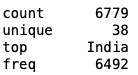 count 6779
unique 38
top India
freq 6492